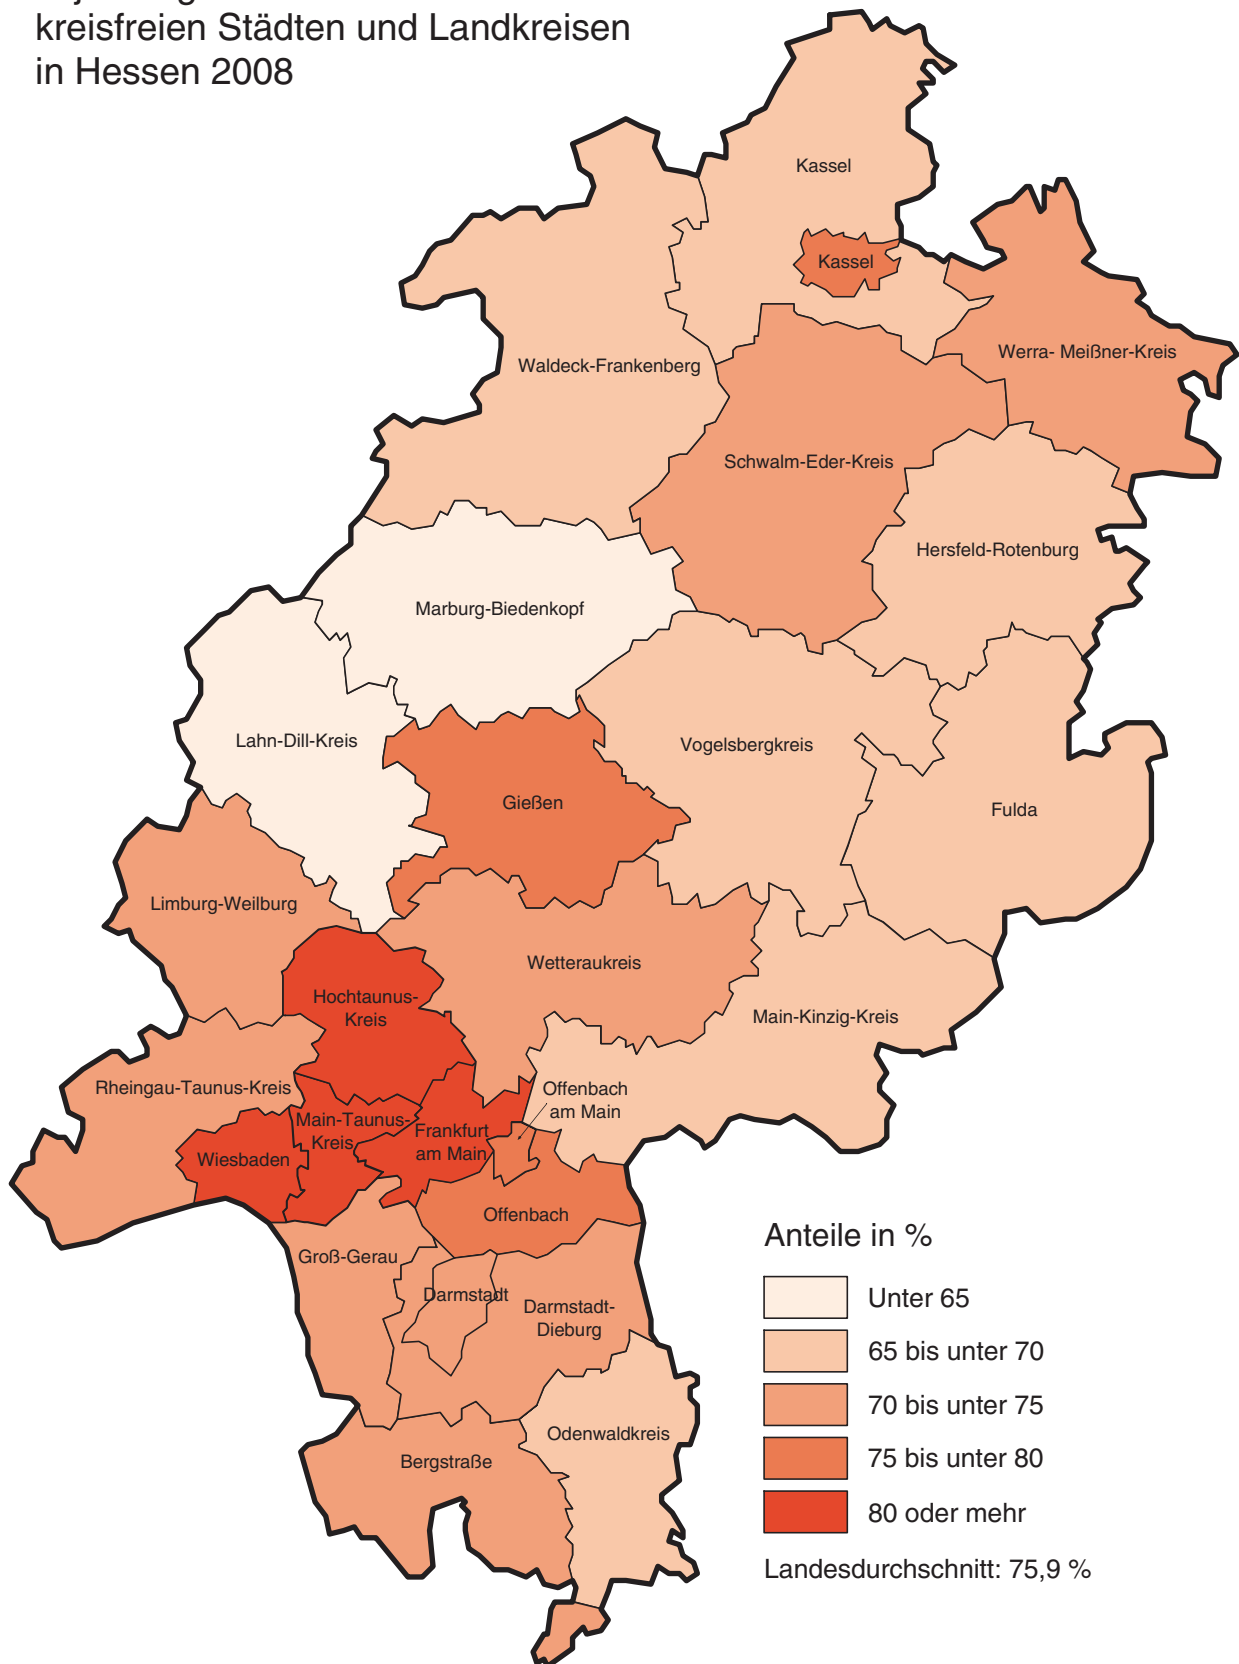 kreisfreien Städten und Landkreisen
in Hessen 2008
Kassel
Kassel
Werra- Meißner-Kreis
Waldeck-Frankenberg
Schwalm-Eder-Kreis
Hersfeld-Rotenburg
Marburg-Biedenkopf
Lahn-Dill-Kreis
Vogelsbergkreis
Gießen
Fulda
Limburg-Weilburg
Wetteraukreis
Hochtaunus-
Kreis
Main-Kinzig-Kreis
Rheingau-Taunus-Kreis
Offenbach
am Main
Main-Taunus-
Kreis
Frankfurt
am Main
Wiesbaden
Offenbach
Groß-Gerau
Darmstadt
Darmstadt-
Dieburg
Odenwaldkreis
Bergstraße
Anteile in %
Unter 65
65 bis unter 70
70 bis unter 75
75 bis unter 80
80 oder mehr
Landesdurchschnitt: 75,9 %